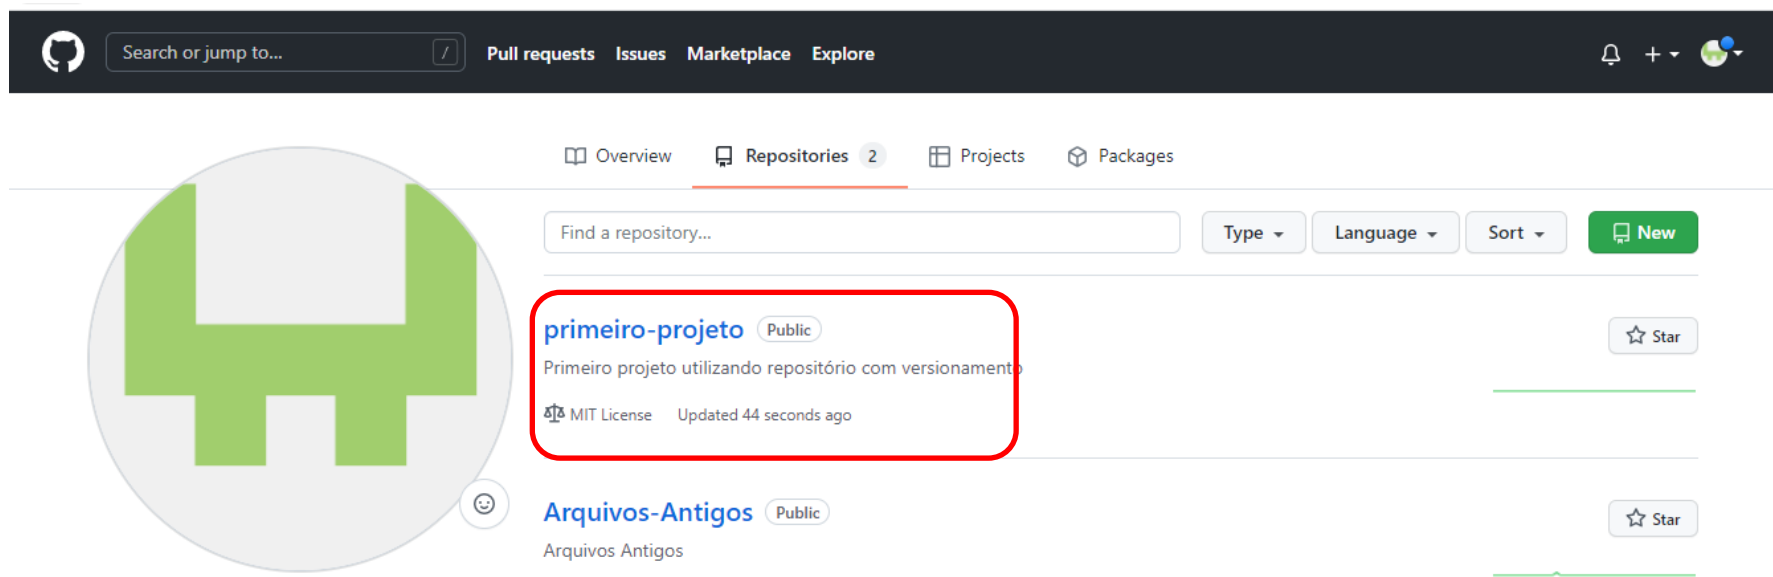 Search or jump to... / Pull requests Issues Marketplace Explore
Overview Repositories 2 Projects Packages
Find a repository... Type Language Sort New
primeiro-projeto Public
Star
Primeiro projeto utilizando repositório com versionamento
MIT License Updated 44 seconds ago
Arquivos-Antigos Public
Star
Arquivos Antigos